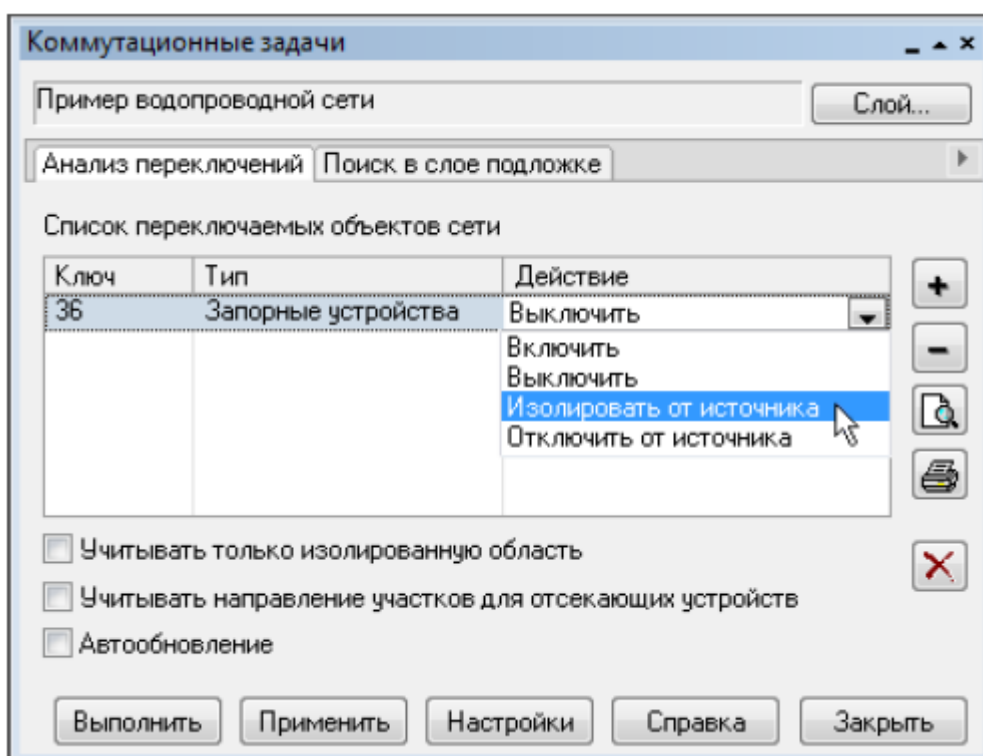 Коммутационные задачи
Пример водопроводной сети Слой...
Анализ переключений Поиск в слое подложке
Список переключаемых объектов сети
Ключ Тип Действие
36 Запорные устройства Выключить
Включить
Выключить
Изолировать от источника
Отключить от источника
Учитывать только изолированную область
Учитывать направление участков для отсекающих устройств
Автообновление
Выполнить Применить Настройки Справка Закрыть